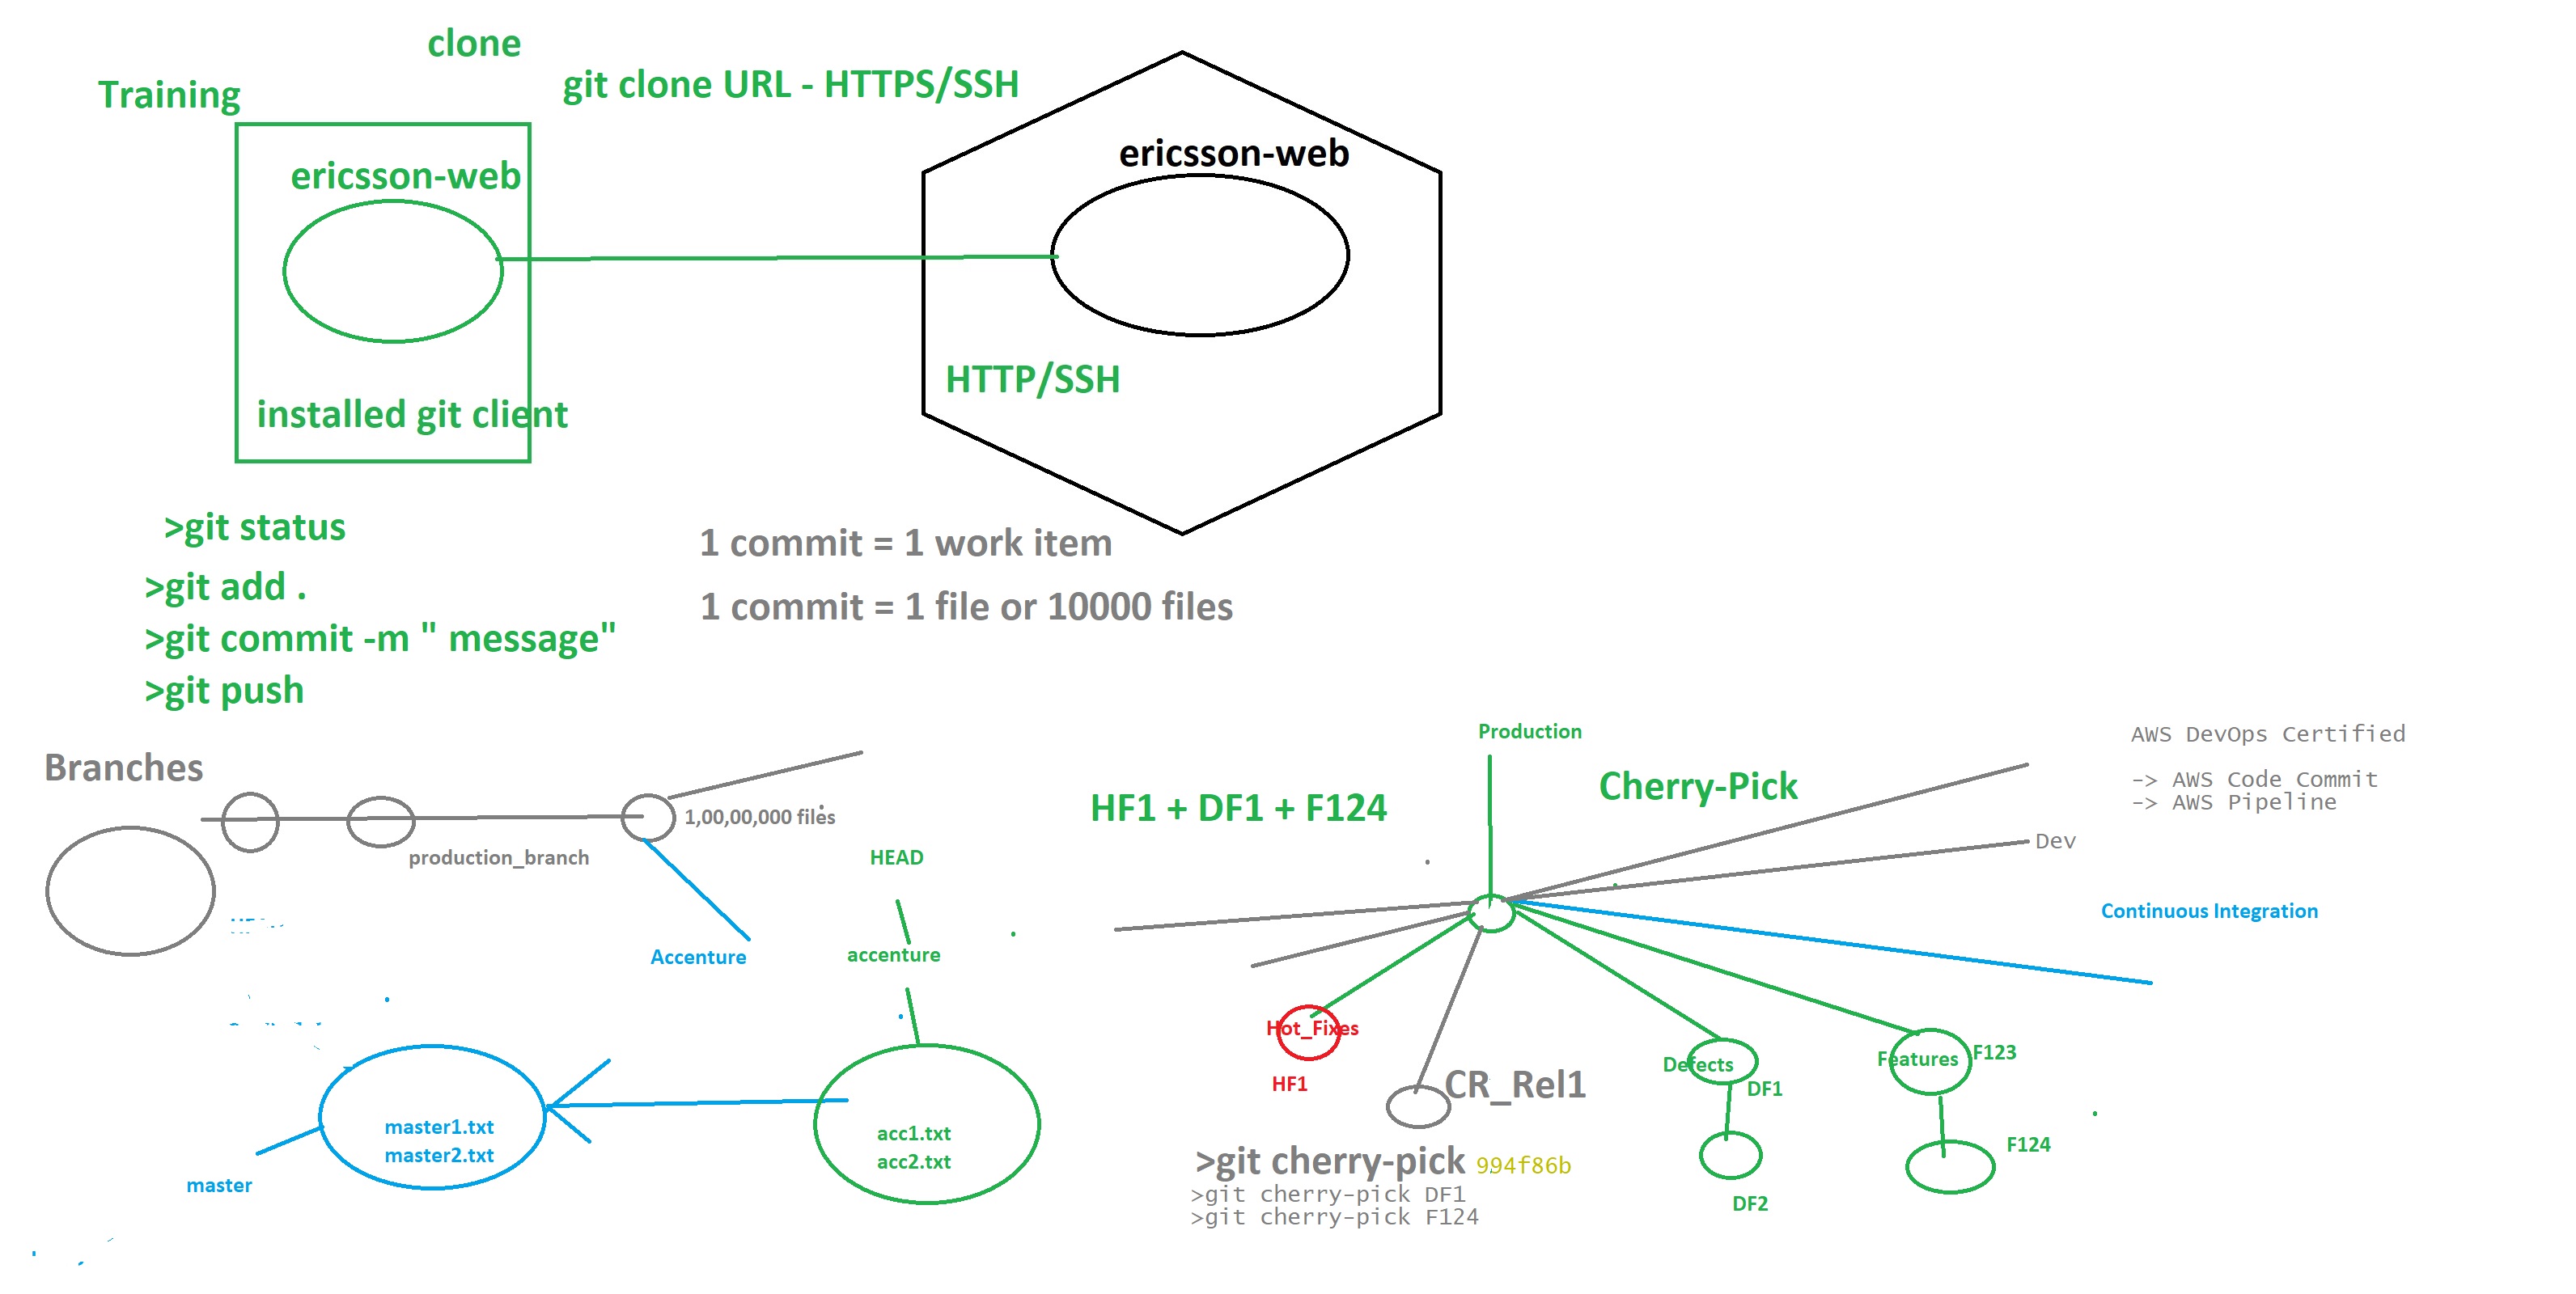 clone
Training
git clone URL - HTTPS/SSH
ericsson-web
ericsson-web
HTTP/SSH
installed git client
>git status
>git add .
>git commit -m " message"
>git push
1 commit = 1 work item
1 commit = 1 file or 10000 files
Branches
1,00,00,000 files
production_branch
Accenture
HEAD
accenture
master1.txt
master2.txt
master
acc1.txt
acc2.txt
Production
HF1 + DF1 + F124
Cherry-Pick
AWS DevOps Certified
-> AWS Code Commit
-> AWS Pipeline
Dev
Continuous Integration
Hot_Fixes
HF1
CR_Rel1
Defects
DF1
DF2
Features
F123
F124
>git cherry-pick 994f86b
>git cherry-pick DF1
>git cherry-pick F124